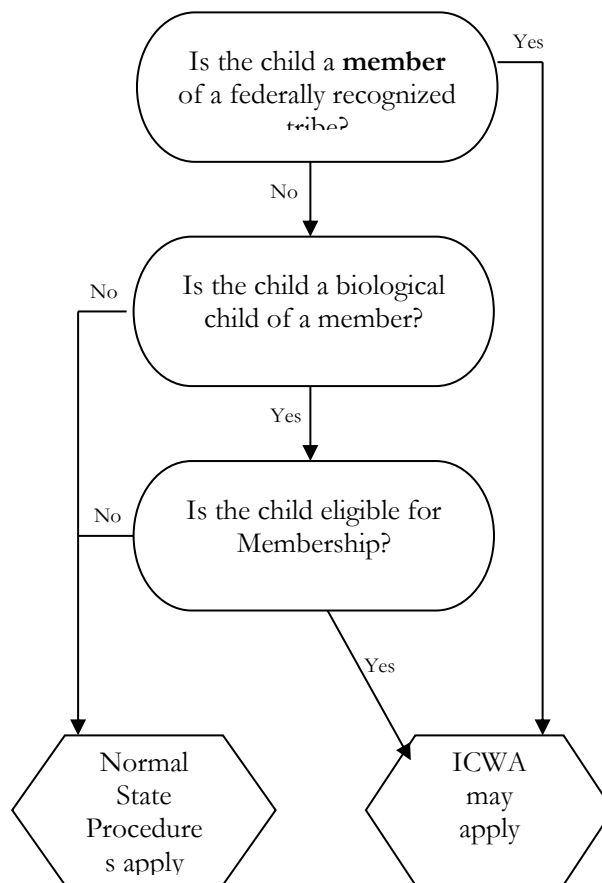 Yes
Is the child a member
of a federally recognized
tribe?
No
No
Is the child a biological
child of a member?
Yes
No
Is the child eligible for
Membership?
Yes
Normal
State
Procedure
s apply
ICWA
may
apply